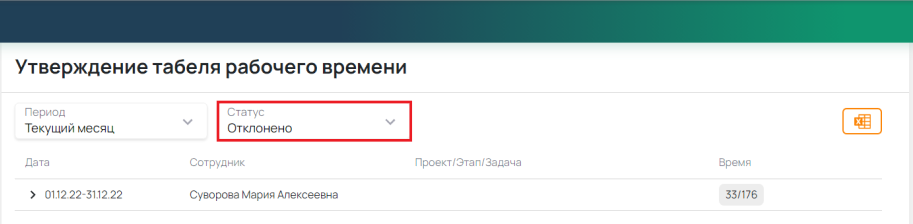 Утверждение табеля рабочего времени
Период Статус
Текущий месяц Отклонено
Дата Сотрудник Проект/Этап/Задача Время
01.12.22-31.12.22 Суворова Мария Алексеевна 33/176